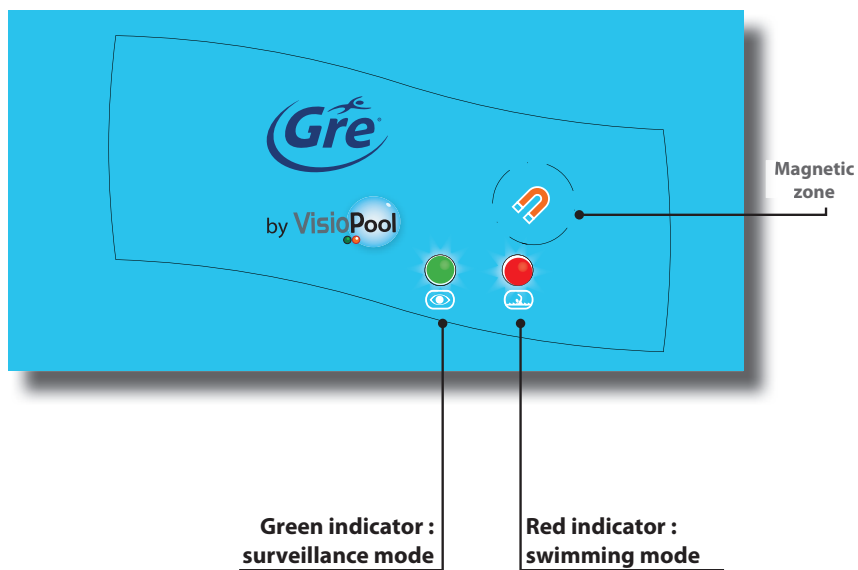 Gre
by VisioPool
Magnetic
zone
Green indicator :
surveillance mode
Red indicator :
swimming mode